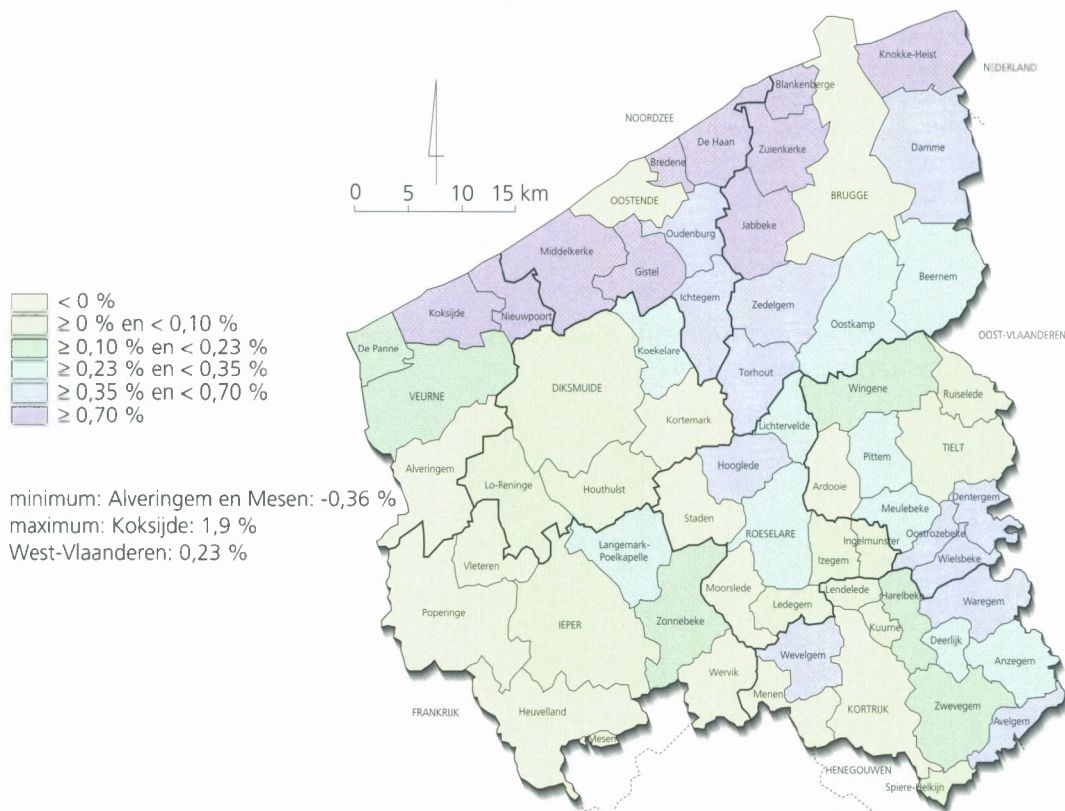 Knokke-Heist
NEDERLAND
Blankenberge
NOORDZEE
De Haan
Zuienkerke
Damme
Bredene
0 5 10 15 km
OOSTENDE
BRUGGE
Oudenburg
Jabbeke
Middelkerke
Gistel
Beernem
< 0 %
≥ 0 % en < 0,10 %
≥ 0,10 % en < 0,23 %
≥ 0,23 % en < 0,35 %
≥ 0,35 % en < 0,70 %
≥ 0,70 %
Koksijde
Nieuwpoort
Ichtegem
Zedelgem
Oostkamp
OOST-VLAANDEREN
De Panne
Koekelare
VEURNE
DIKSMUIDE
Torhout
Wingene
Ruiselede
Kortemark
Lichtervelde
Alveringem
Lo-Reninge
Houthulst
Hooglede
Ardooie
Pittem
TIELT
minimum: Alveringem en Mesen: -0,36 %
maximum: Koksijde: 1,9 %
West-Vlaanderen: 0,23 %
Staden
Meulebeke
Dentergem
ROESELARE
Oostrozebeke
Langemark-
Poelkapelle
Ingelmunster
Izegem
Wielsbeke
Vleteren
Moorslede
Lendelede
Harelbeke
Waregem
Poperinge
IEPER
Zonnebeke
Ledegem
Kuurne
Deerlijk
Wevelgem
Anzegem
Wervik
Menen
KORTRIJK
Zwevegem
Avelgem
FRANKRIJK
Heuvelland
Mesen
HENEGOUWEN
Spiere-Helkijn